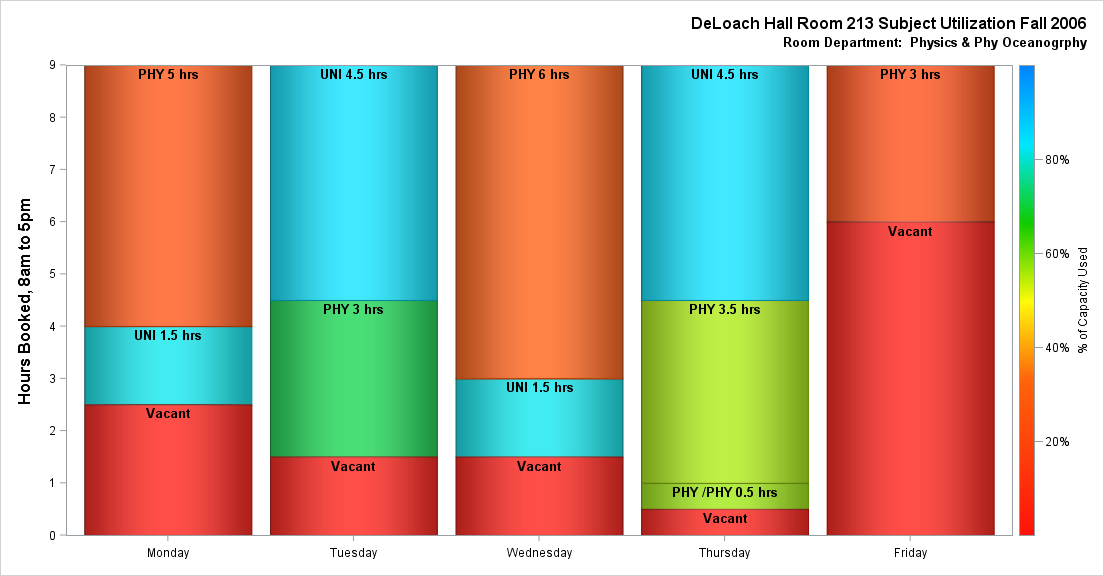 DeLoach Hall Room 213 Subject Utilization Fall 2006
Room Department: Physics & Phy Oceanogrphy
Hours Booked, 8am to 5pm
9
8
7
6
5
4
3
2
1
0
PHY 5 hrs
UNI 1.5 hrs
Vacant
UNI 4.5 hrs
PHY 3 hrs
Vacant
PHY 6 hrs
UNI 1.5 hrs
Vacant
UNI 4.5 hrs
PHY 3.5 hrs
PHY /PHY 0.5 hrs
Vacant
PHY 3 hrs
Vacant
Monday
Tuesday
Wednesday
Thursday
Friday
80%
60%
40%
20%
% of Capacity Used